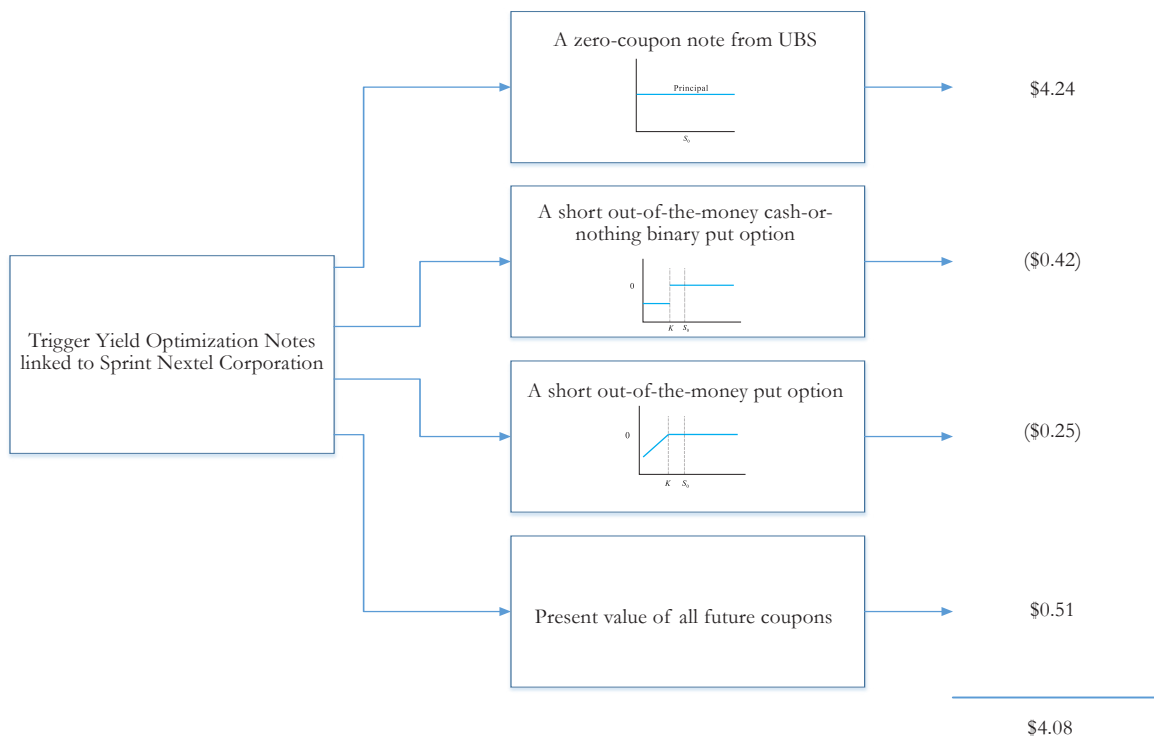 A zero-coupon note from UBS
Principal
S₀
$4.24
A short out-of-the-money cash-or-
nothing binary put option
0
K S₀
($0.42)
Trigger Yield Optimization Notes
linked to Sprint Nextel Corporation
A short out-of-the-money put option
0
K S₀
($0.25)
Present value of all future coupons
$0.51
$4.08